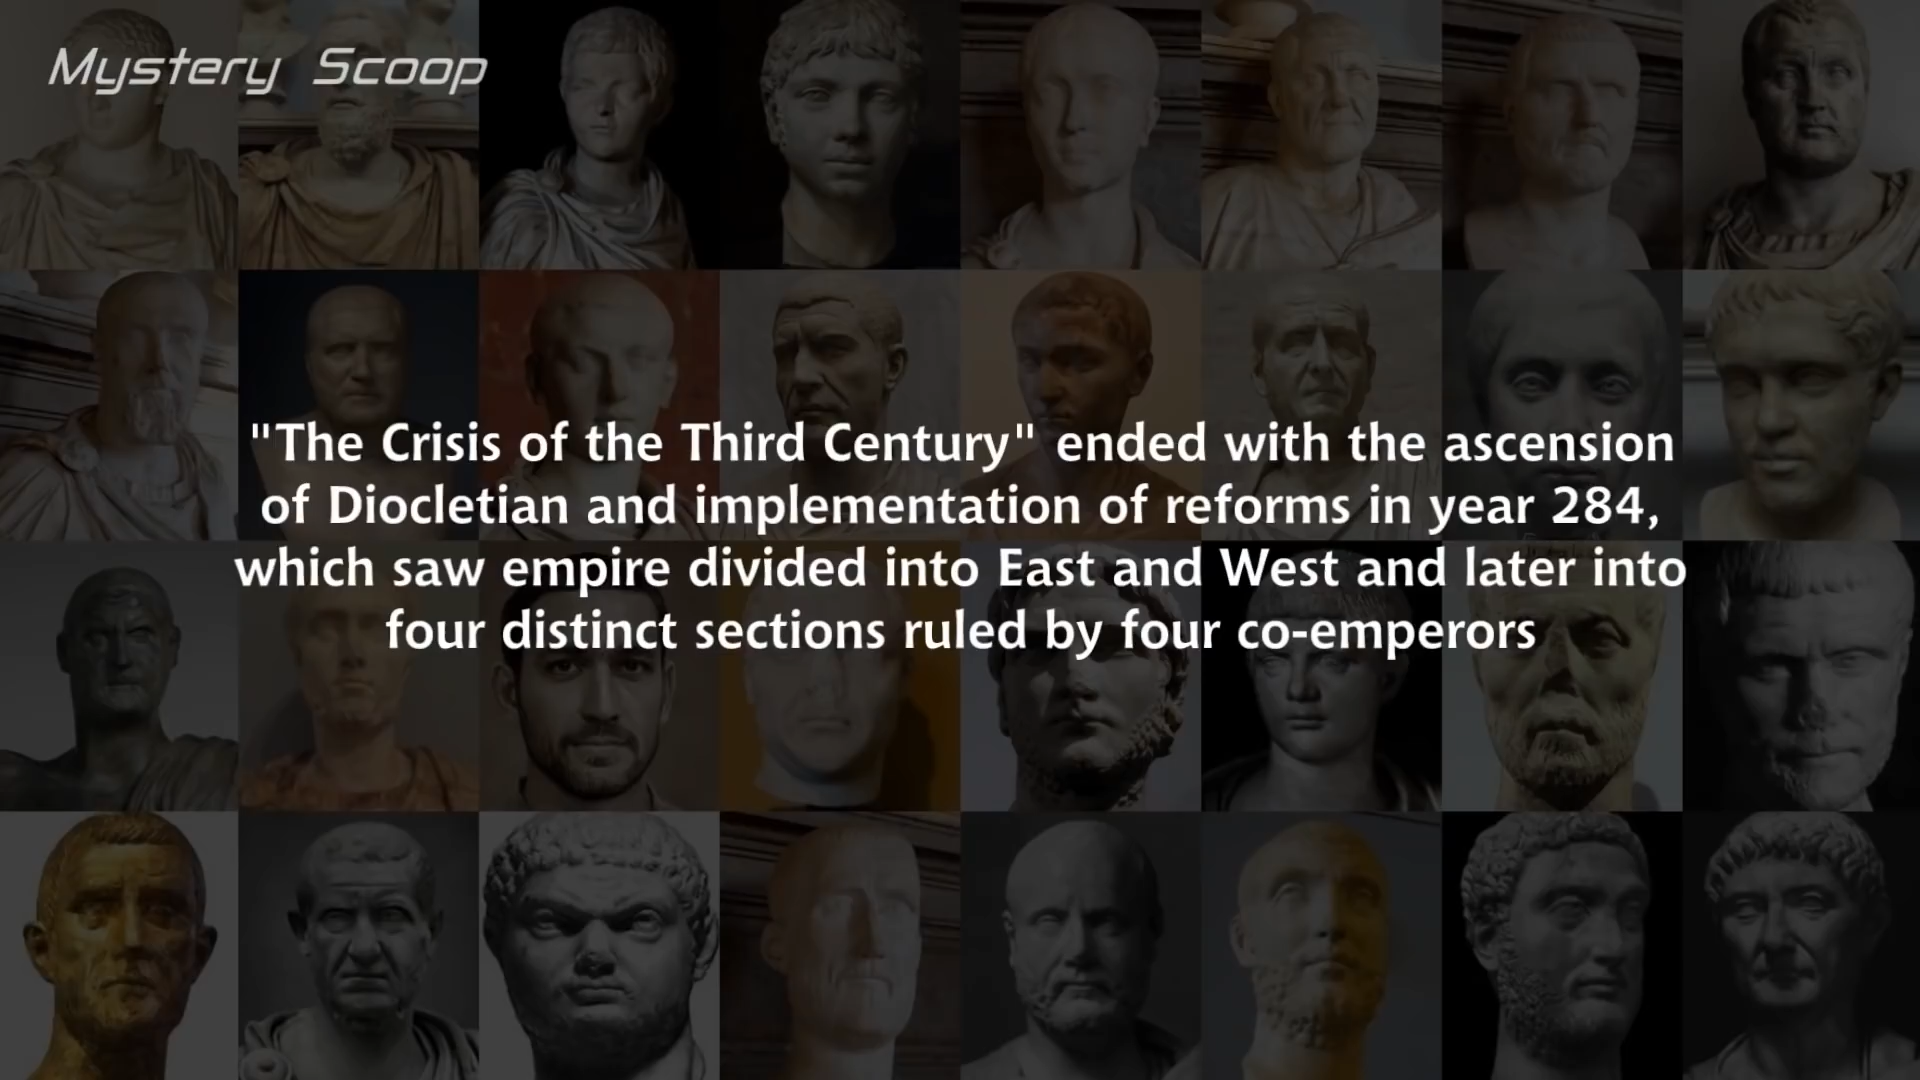 Mystery Scoop
"The Crisis of the Third Century" ended with the ascension
of Diocletian and implementation of reforms in year 284,
which saw empire divided into East and West and later into
four distinct sections ruled by four co-emperors